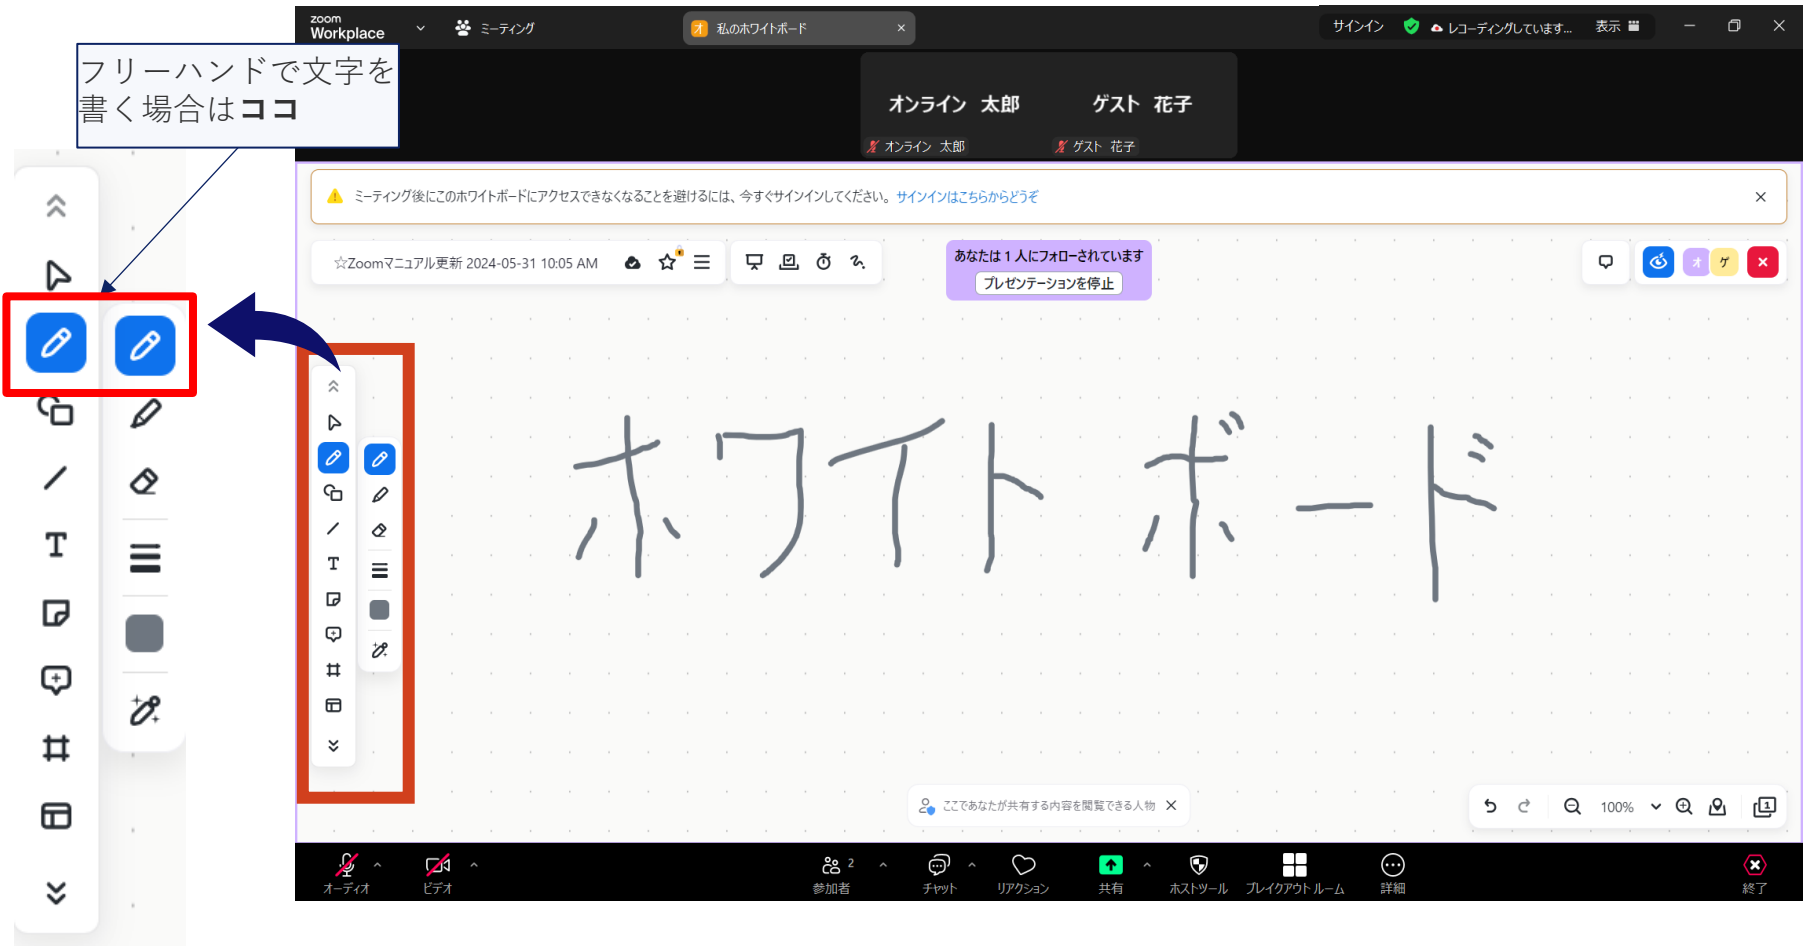 zoom
Workplace
ミーティング
オ 私のホワイトボード
サインイン
レコーディングしています...
表示
フリーハンドで文字を
書く場合はココ
オンライン 太郎
ゲスト 花子
オンライン 太郎
ゲスト 花子
ミーティング後にこのホワイトボードにアクセスできなくなることを避けるには、今すぐサインインしてください。 サインインはこちらからどうぞ
☆Zoomマニュアル更新 2024-05-31 10:05 AM
あなたは 1 人にフォローされています
プレゼンテーションを停止
オ ゲ
ホワイトボード
T
T
ここであなたが共有する内容を閲覧できる人物
100%
1
オーディオ
ビデオ
2
参加者
チャット
リアクション
共有
ホストツール
ブレイクアウト ルーム
詳細
終了